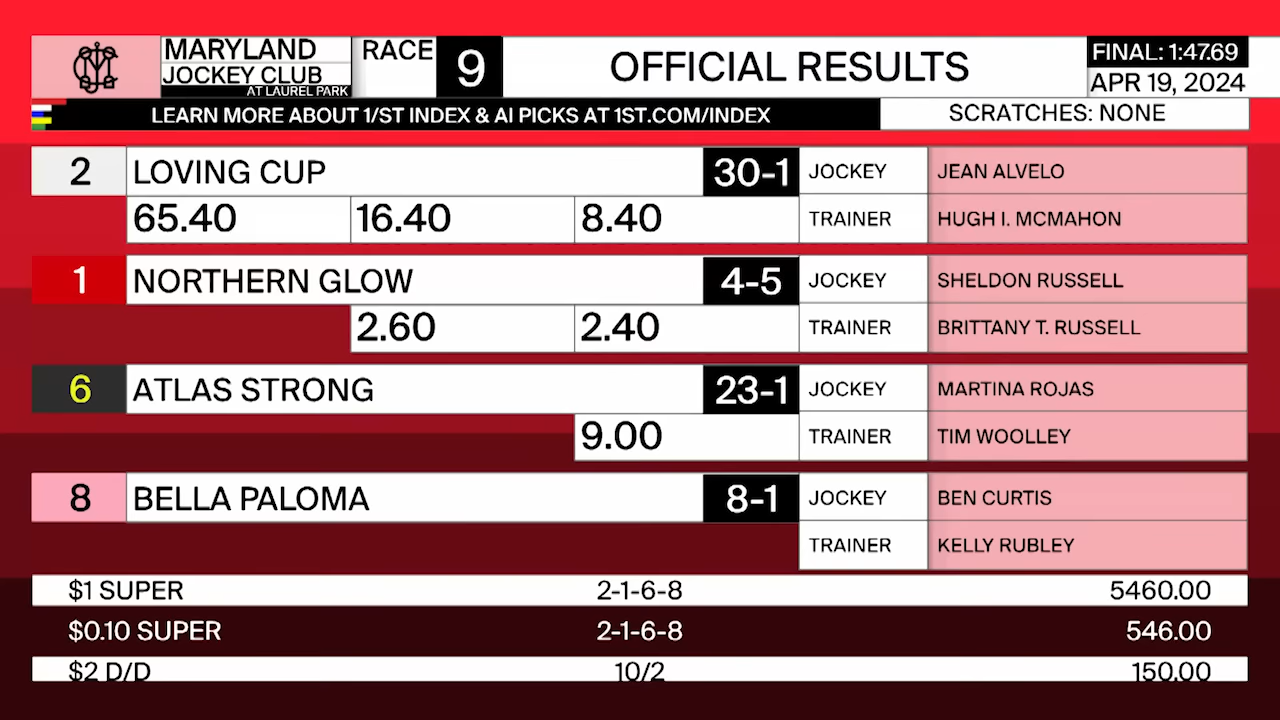 MARYLAND
JOCKEY CLUB
AT LAUREL PARK
RACE 9
OFFICIAL RESULTS
FINAL: 1:47.69
APR 19, 2024
LEARN MORE ABOUT 1/ST INDEX & AI PICKS AT 1ST.COM/INDEX
SCRATCHES: NONE
2 LOVING CUP 30-1 JOCKEY JEAN ALVELO
65.40 16.40 8.40 TRAINER HUGH I. MCMAHON
1 NORTHERN GLOW 4-5 JOCKEY SHELDON RUSSELL
2.60 2.40 TRAINER BRITTANY T. RUSSELL
6 ATLAS STRONG 23-1 JOCKEY MARTINA ROJAS
9.00 TRAINER TIM WOOLLEY
8 BELLA PALOMA 8-1 JOCKEY BEN CURTIS
TRAINER KELLY RUBLEY
$1 SUPER 2-1-6-8 5460.00
$0.10 SUPER 2-1-6-8 546.00
$2 D/D 10/2 150.00